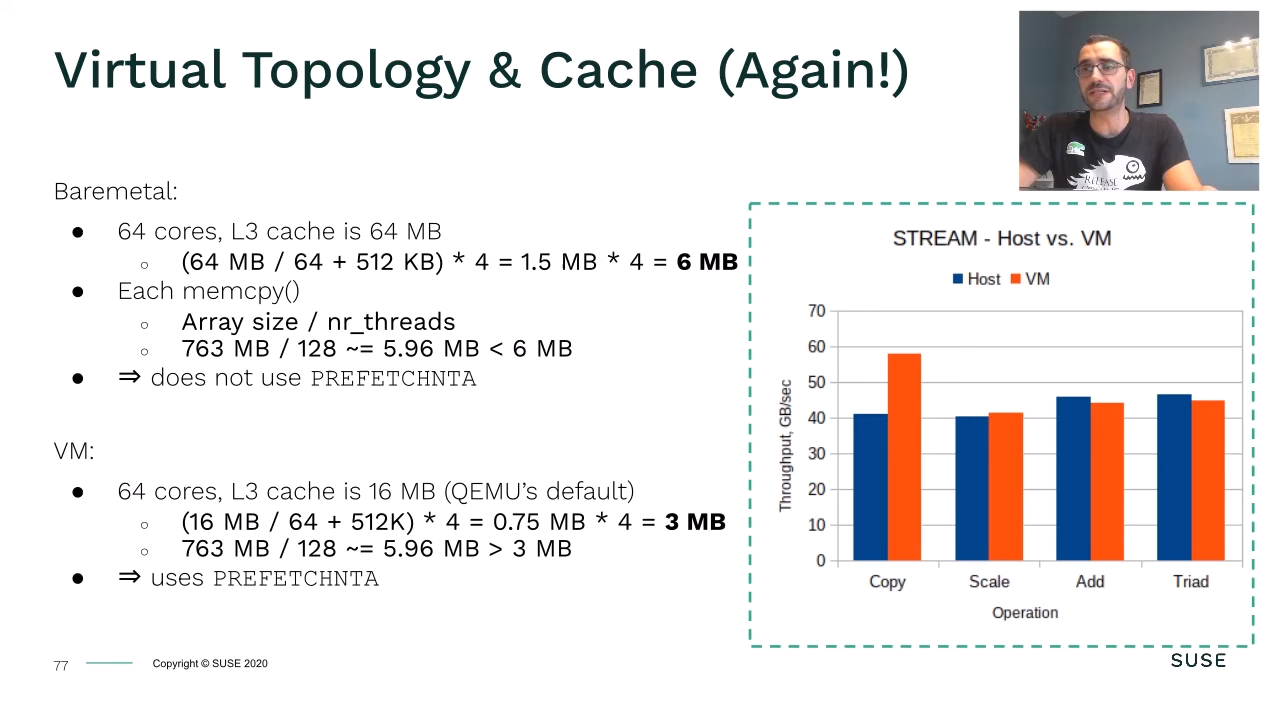 Virtual Topology & Cache (Again!)
RELEASE
Baremetal:
● 64 cores, L3 cache is 64 MB
○ (64 MB / 64 + 512 KB) * 4 = 1.5 MB * 4 = 6 MB
● Each memcpy()
○ Array size / nr_threads
○ 763 MB / 128 ~= 5.96 MB < 6 MB
● ⇒ does not use PREFETCHNTA
VM:
● 64 cores, L3 cache is 16 MB (QEMU’s default)
○ (16 MB / 64 + 512K) * 4 = 0.75 MB * 4 = 3 MB
○ 763 MB / 128 ~= 5.96 MB > 3 MB
● ⇒ uses PREFETCHNTA
STREAM - Host vs. VM
Host VM
Throughput, GB/sec
70
60
50
40
30
20
10
0
Copy Scale Add Triad
Operation
77 Copyright © SUSE 2020
SUSE